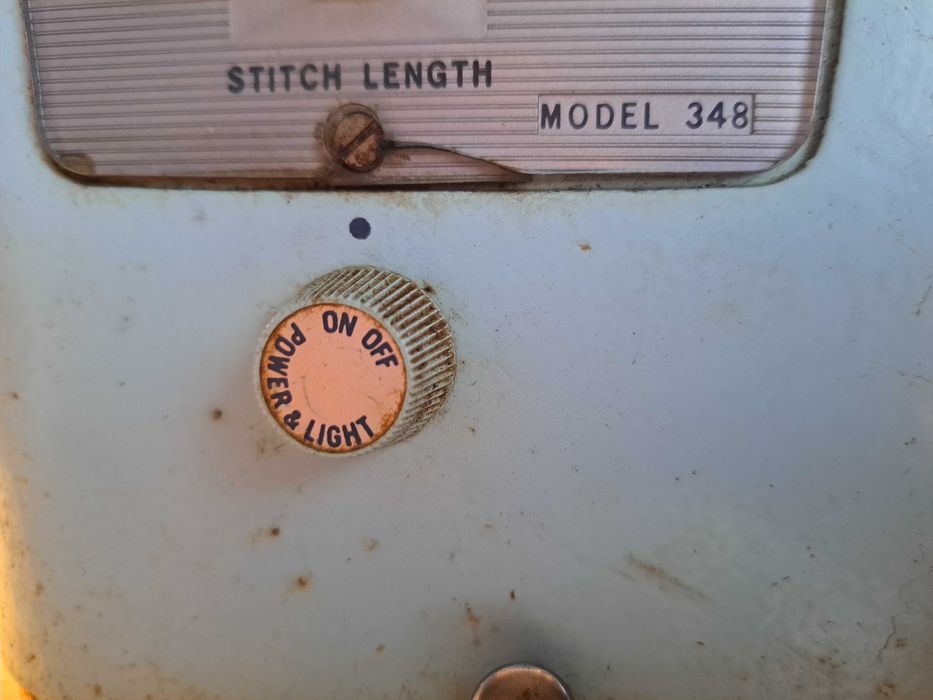 STITCH LENGTH
MODEL 348
ON OFF
POWER & LIGHT